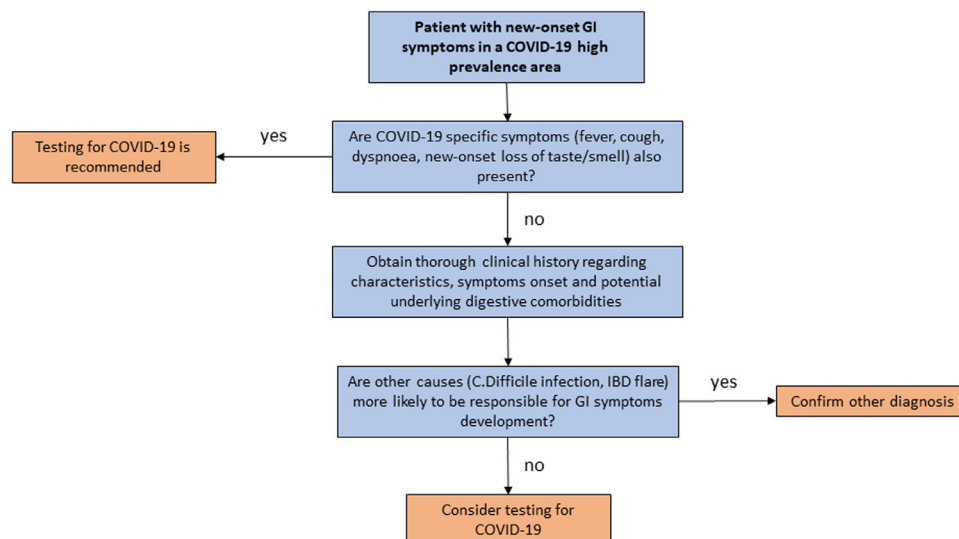 Patient with new-onset GI
symptoms in a COVID-19 high
prevalence area
Are COVID-19 specific symptoms (fever, cough,
dyspnoea, new-onset loss of taste/smell) also
present?
yes
Testing for COVID-19 is
recommended
no
Obtain thorough clinical history regarding
characteristics, symptoms onset and potential
underlying digestive comorbidities
Are other causes (C.Difficile infection, IBD flare)
more likely to be responsible for GI symptoms
development?
yes
Confirm other diagnosis
no
Consider testing for
COVID-19